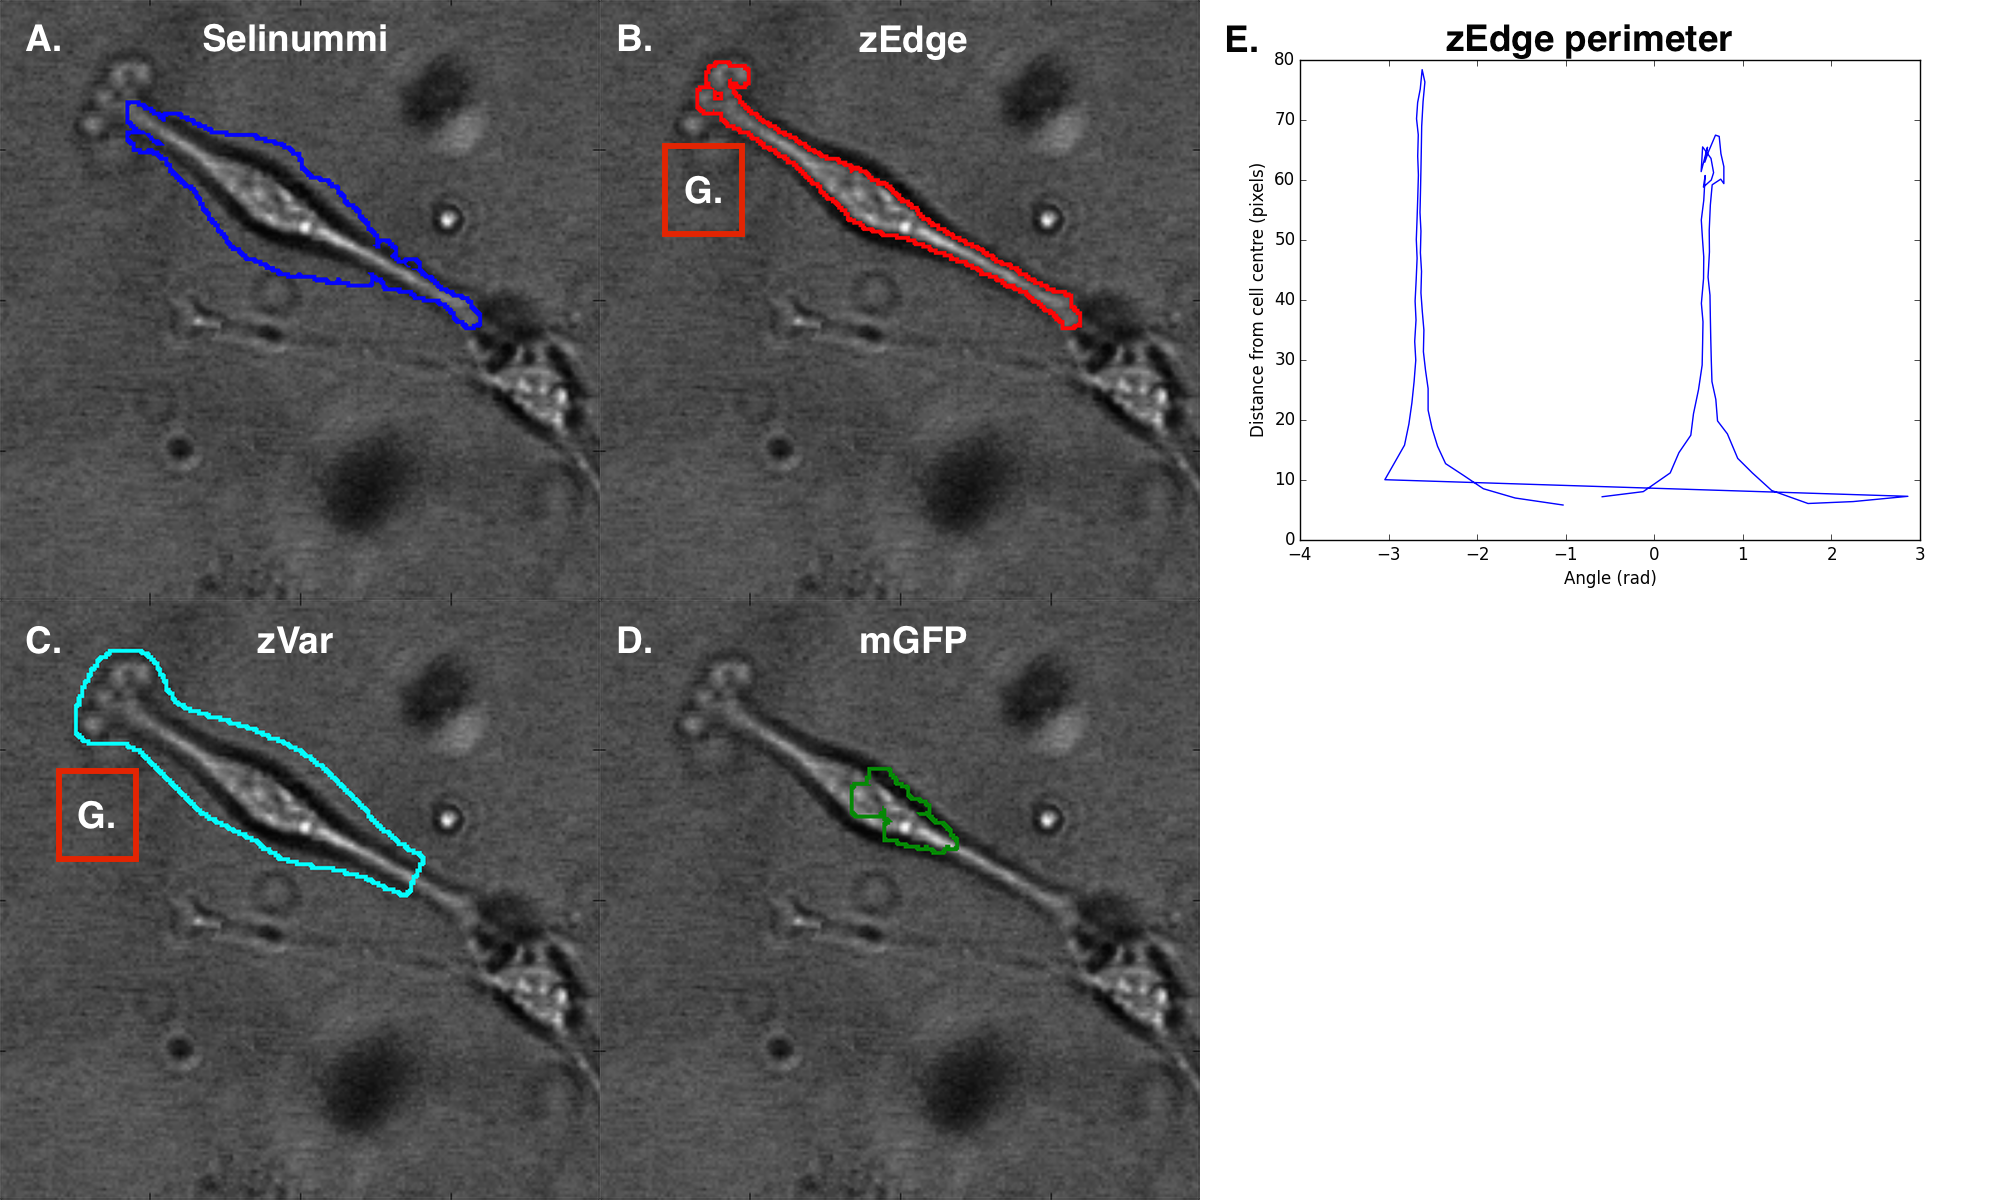 A. Selinummi
B. zEdge
G.
C. zVar
G.
D. mGFP
E. zEdge perimeter
80
70
60
50
40
30
20
10
0
Distance from cell centre (pixels)
−4 −3 −2 −1 0 1 2 3
Angle (rad)